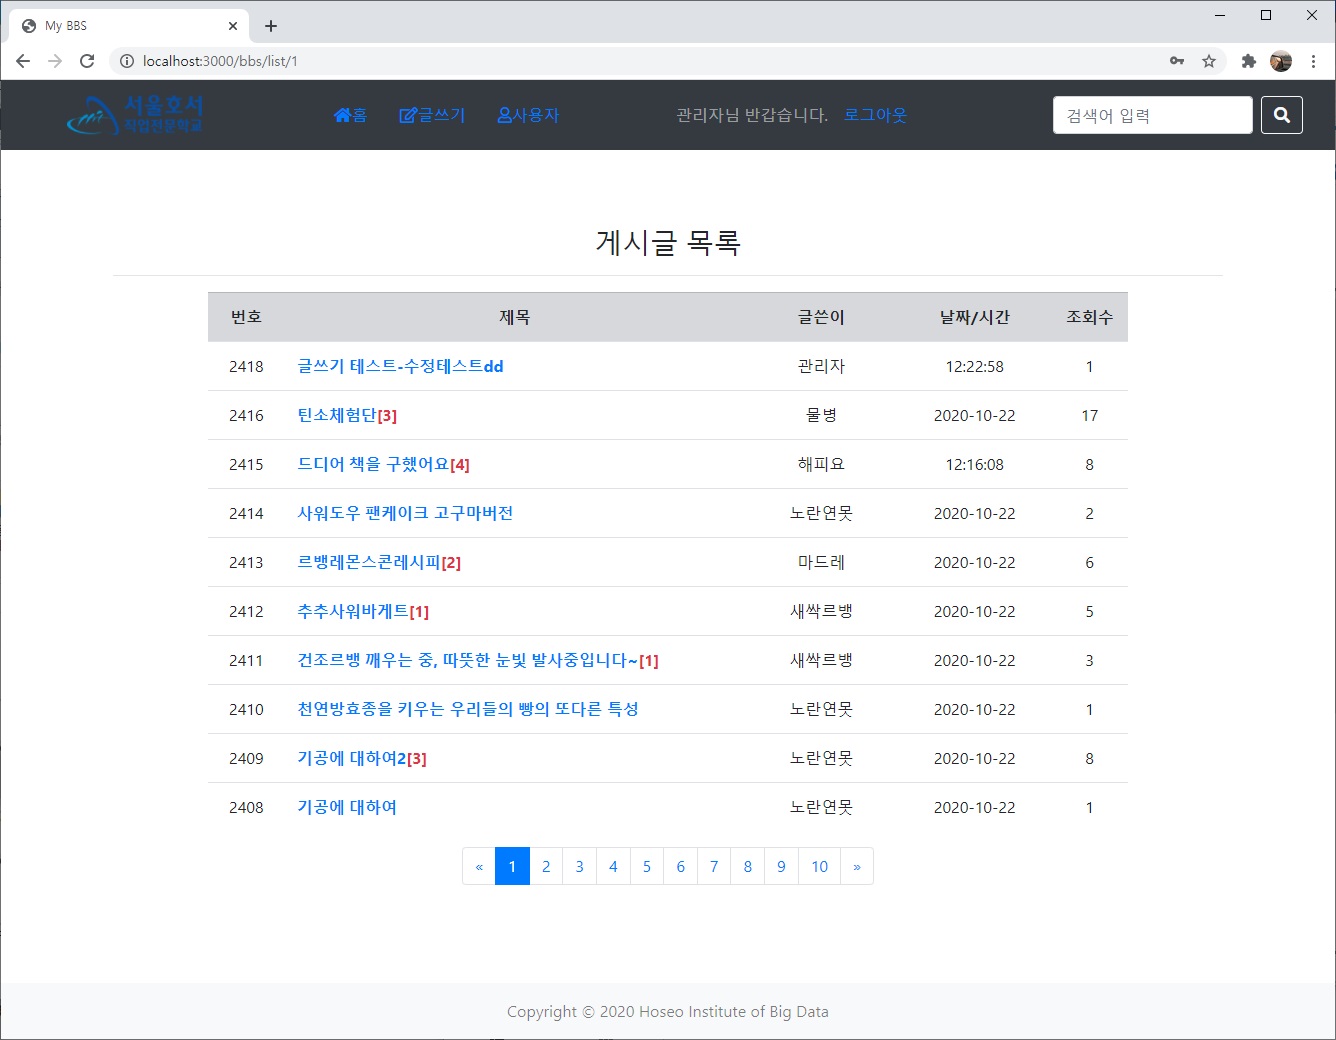 My BBS
localhost:3000/bbs/list/1
서울호서
직업전문학교
홈 글쓰기 사용자 관리자님 반갑습니다. 로그아웃 검색어 입력
게시글 목록
번호 제목 글쓴이 날짜/시간 조회수
2418 글쓰기 테스트-수정테스트dd 관리자 12:22:58 1
2416 틴소체험단[3] 물병 2020-10-22 17
2415 드디어 책을 구했어요[4] 해피요 12:16:08 8
2414 사워도우 팬케이크 고구마버전 노란연못 2020-10-22 2
2413 르뱅레몬스콘레시피[2] 마드레 2020-10-22 6
2412 추추사워바게트[1] 새싹르뱅 2020-10-22 5
2411 건조르뱅 깨우는 중, 따뜻한 눈빛 발사중입니다~[1] 새싹르뱅 2020-10-22 3
2410 천연방효종을 키우는 우리들의 빵의 또다른 특성 노란연못 2020-10-22 1
2409 기공에 대하여2[3] 노란연못 2020-10-22 8
2408 기공에 대하여 노란연못 2020-10-22 1
« 1 2 3 4 5 6 7 8 9 10 »
Copyright © 2020 Hoseo Institute of Big Data